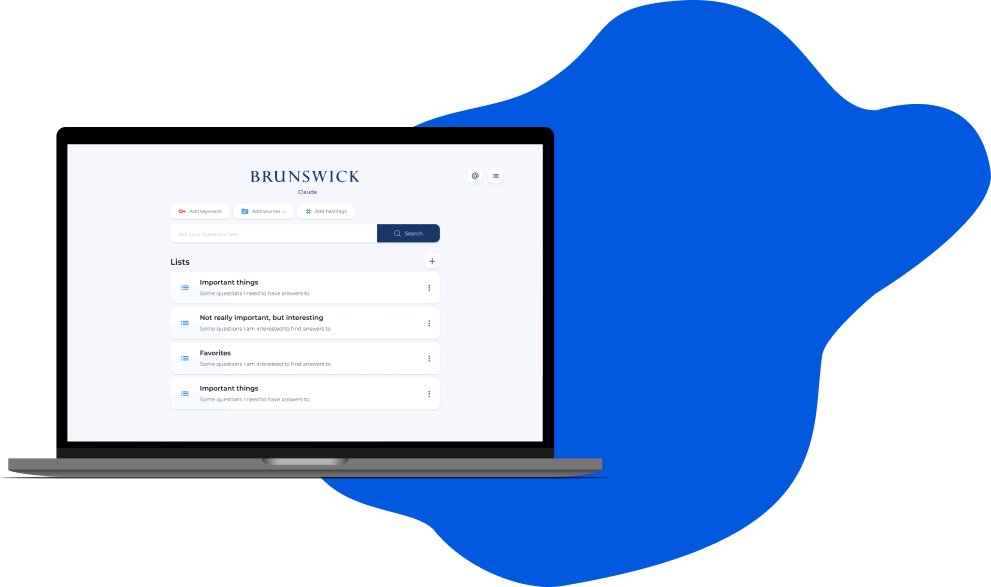 BRUNSWICK
Claude
Add keywords Add sources Add hashtags
Ask your question here Search
Lists
Important things
Some questions I need to have answers to
Not really important, but interesting
Some questions I am interested to find answers to
Favorites
Some questions I am interested to find answers to
Important things
Some questions I need to have answers to